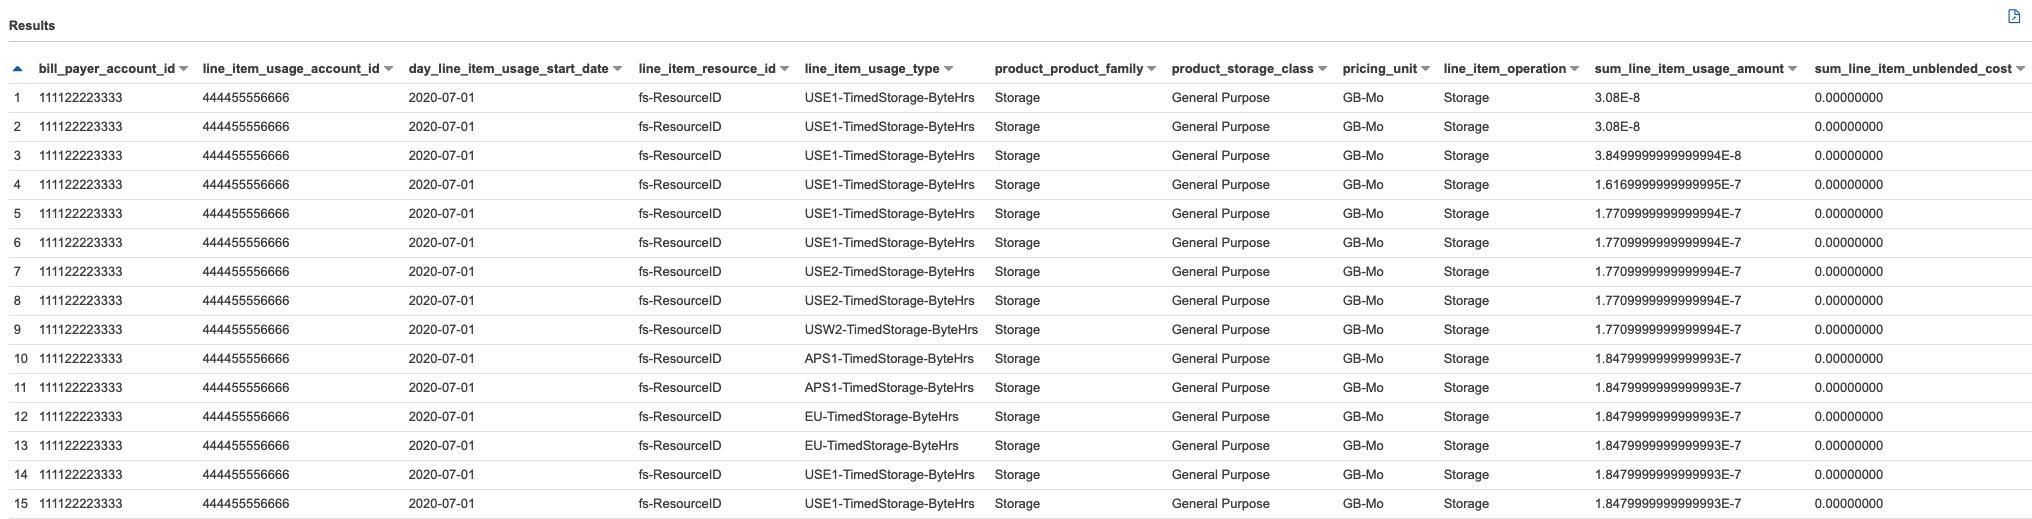 Results
bill_payer_account_id line_item_usage_account_id day_line_item_usage_start_date line_item_resource_id line_item_usage_type product_product_family product_storage_class pricing_unit line_item_operation sum_line_item_usage_amount sum_line_item_unblended_cost
1 111122223333 444455556666 2020-07-01 fs-ResourceID USE1-TimedStorage-ByteHrs Storage General Purpose GB-Mo Storage 3.08E-8 0.00000000
2 111122223333 444455556666 2020-07-01 fs-ResourceID USE1-TimedStorage-ByteHrs Storage General Purpose GB-Mo Storage 3.08E-8 0.00000000
3 111122223333 444455556666 2020-07-01 fs-ResourceID USE1-TimedStorage-ByteHrs Storage General Purpose GB-Mo Storage 3.8499999999999994E-8 0.00000000
4 111122223333 444455556666 2020-07-01 fs-ResourceID USE1-TimedStorage-ByteHrs Storage General Purpose GB-Mo Storage 1.6169999999999995E-7 0.00000000
5 111122223333 444455556666 2020-07-01 fs-ResourceID USE1-TimedStorage-ByteHrs Storage General Purpose GB-Mo Storage 1.7709999999999994E-7 0.00000000
6 111122223333 444455556666 2020-07-01 fs-ResourceID USE1-TimedStorage-ByteHrs Storage General Purpose GB-Mo Storage 1.7709999999999994E-7 0.00000000
7 111122223333 444455556666 2020-07-01 fs-ResourceID USE2-TimedStorage-ByteHrs Storage General Purpose GB-Mo Storage 1.7709999999999994E-7 0.00000000
8 111122223333 444455556666 2020-07-01 fs-ResourceID USE2-TimedStorage-ByteHrs Storage General Purpose GB-Mo Storage 1.7709999999999994E-7 0.00000000
9 111122223333 444455556666 2020-07-01 fs-ResourceID USW2-TimedStorage-ByteHrs Storage General Purpose GB-Mo Storage 1.7709999999999994E-7 0.00000000
10 111122223333 444455556666 2020-07-01 fs-ResourceID APS1-TimedStorage-ByteHrs Storage General Purpose GB-Mo Storage 1.8479999999999993E-7 0.00000000
11 111122223333 444455556666 2020-07-01 fs-ResourceID APS1-TimedStorage-ByteHrs Storage General Purpose GB-Mo Storage 1.8479999999999993E-7 0.00000000
12 111122223333 444455556666 2020-07-01 fs-ResourceID EU-TimedStorage-ByteHrs Storage General Purpose GB-Mo Storage 1.8479999999999993E-7 0.00000000
13 111122223333 444455556666 2020-07-01 fs-ResourceID EU-TimedStorage-ByteHrs Storage General Purpose GB-Mo Storage 1.8479999999999993E-7 0.00000000
14 111122223333 444455556666 2020-07-01 fs-ResourceID USE1-TimedStorage-ByteHrs Storage General Purpose GB-Mo Storage 1.8479999999999993E-7 0.00000000
15 111122223333 444455556666 2020-07-01 fs-ResourceID USE1-TimedStorage-ByteHrs Storage General Purpose GB-Mo Storage 1.8479999999999993E-7 0.00000000